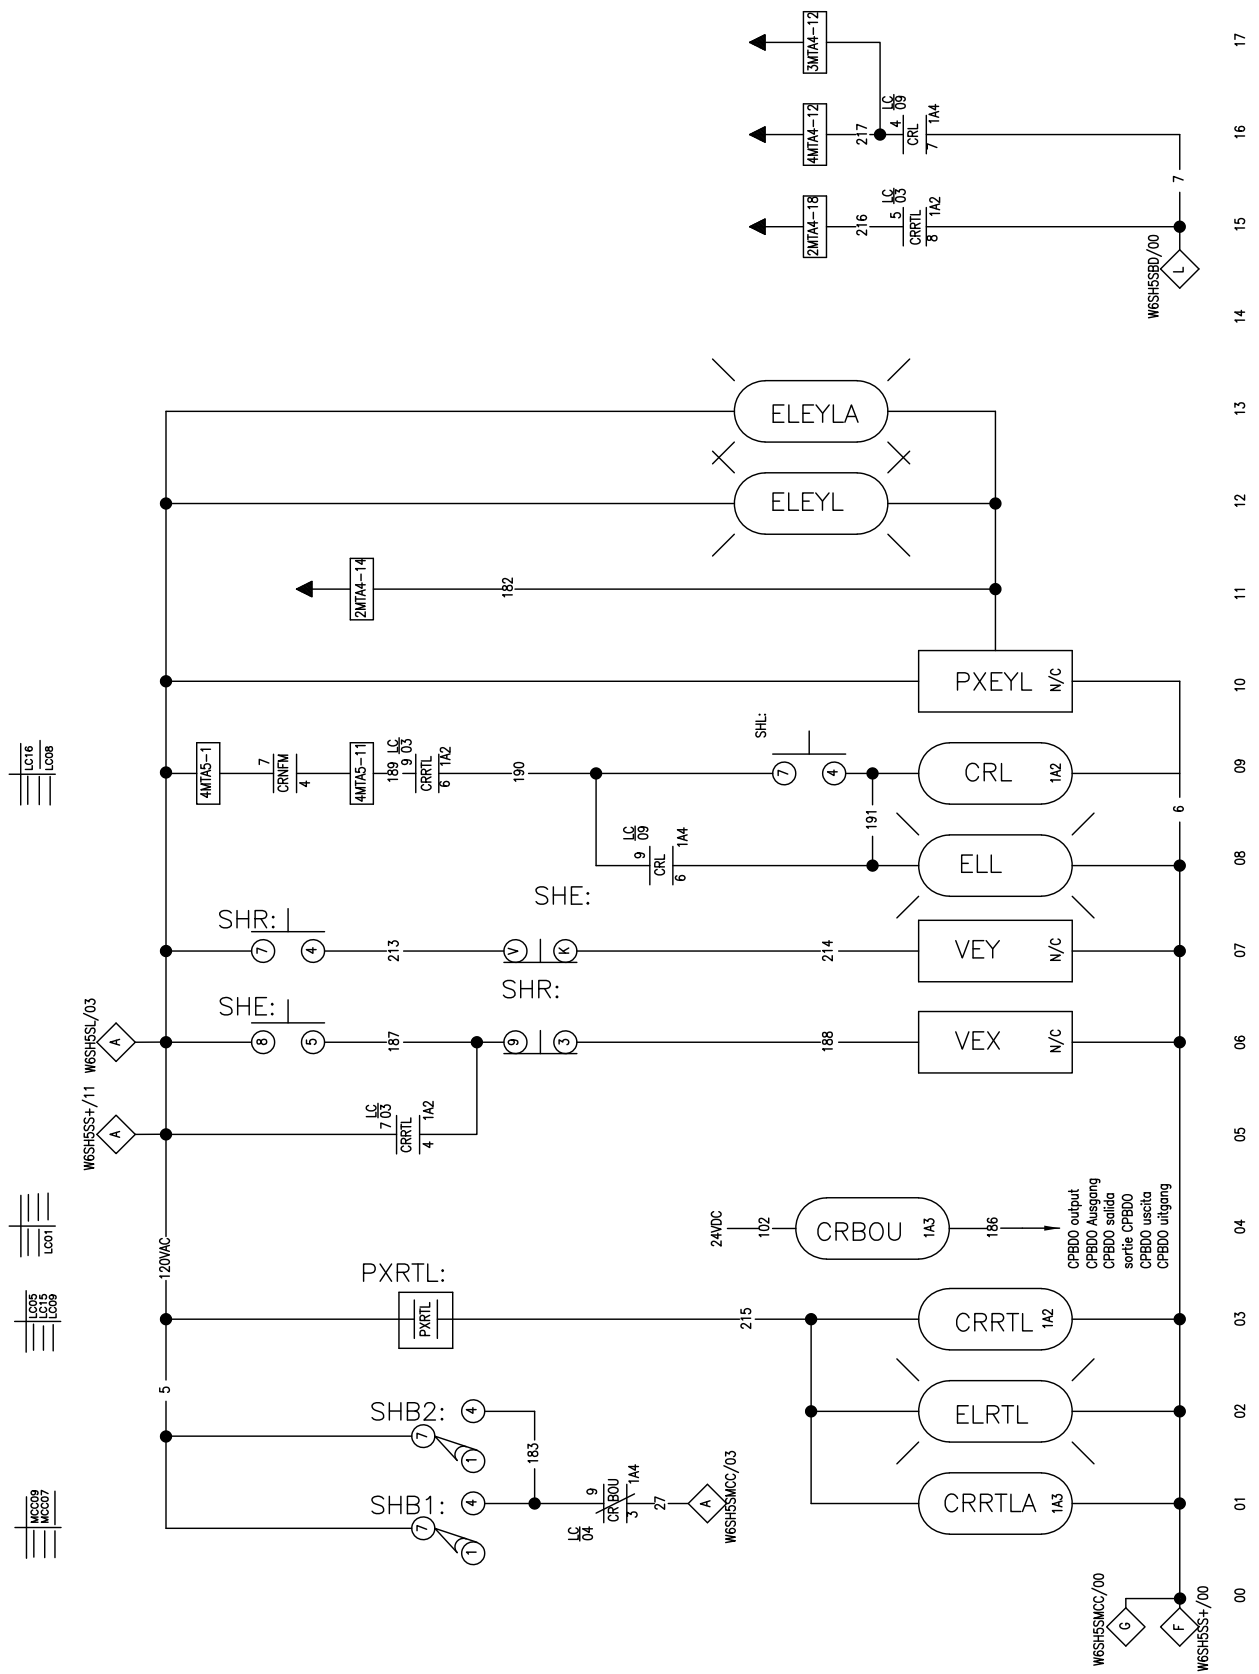 3MTA4-12
17
4MTA4-12
217
4
LC
09
CRL
7
1A4
7
16
2MTA4-18
216
5
LC
03
CRRTL
8
1A2
15
W6SH5SBD/00
L
14
ELEYLA
13
ELEYL
12
2MTA4-14
182
11
PXEYL
N/C
10
LC16
LC08
4MTA5-1
7
CRNFM
4
4MTA5-11
189
LC
9 03
CRRTL
6
1A2
190
SHL:
7
4
191
CRL
1A2
6
09
LC
09
9
CRL
6
1A4
ELL
08
SHE:
SHR:
7
4
213
V
K
214
VEY
N/C
07
SHR:
W6SH5SL/03
A
SHE:
8
5
187
9
3
188
VEX
N/C
06
W6SH5SS+/11
A
LC
7 03
CRRTL
4
1A2
05
LC01
120VAC
24VDC
102
CRBOU
1A3
186
CPBDO output
CPBDO Ausgang
CPBDO salida
sortie CPBDO
CPBDO uscita
CPBDO uitgang
04
LC05
LC15
LC09
PXRTL:
PXRTL
215
CRRTL
1A2
03
5
SHB2:
4
7
1
183
ELRTL
02
MCC09
MCC07
SHB1:
4
7
1
LC
04
9
CRBOU
3
1A4
27
A
W6SH5SMCC/03
CRRTLA
1A3
01
W6SH5SMCC/00
G
F
W6SH5SS+/00
00